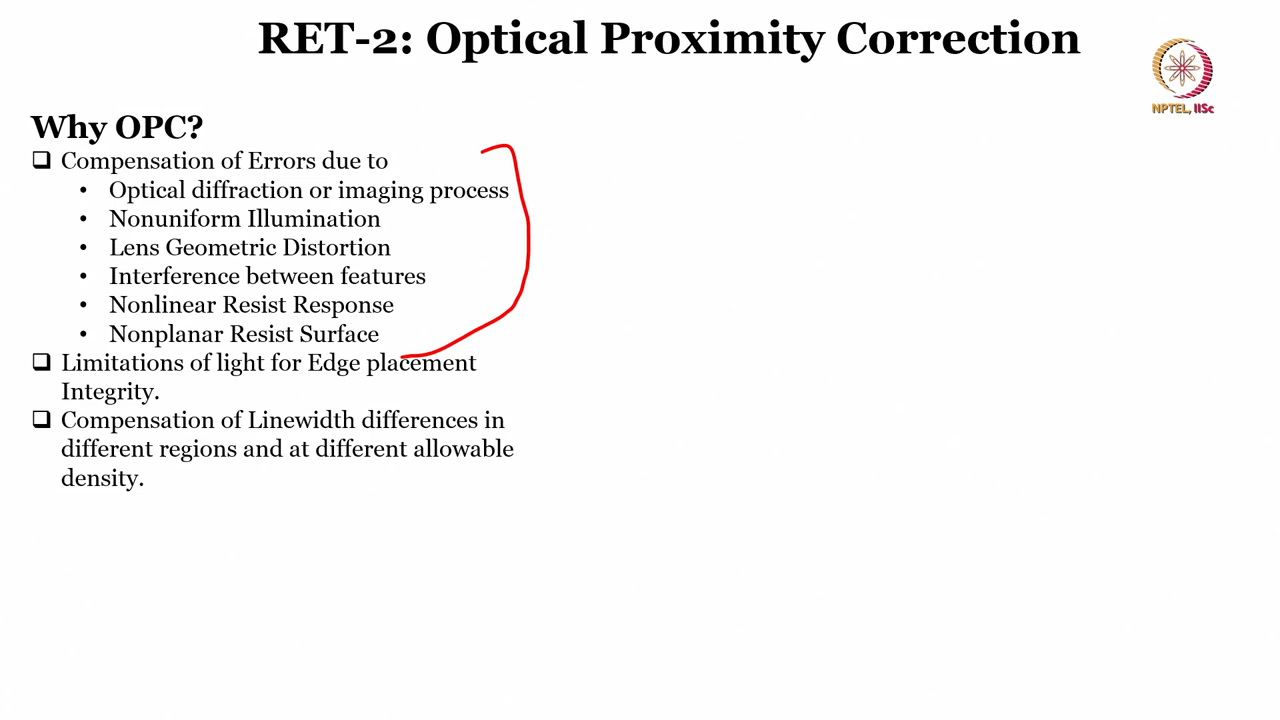 RET-2: Optical Proximity Correction
NPTEL, IISc
Why OPC?
❑ Compensation of Errors due to
• Optical diffraction or imaging process
• Nonuniform Illumination
• Lens Geometric Distortion
• Interference between features
• Nonlinear Resist Response
• Nonplanar Resist Surface
❑ Limitations of light for Edge placement
Integrity.
❑ Compensation of Linewidth differences in
different regions and at different allowable
density.